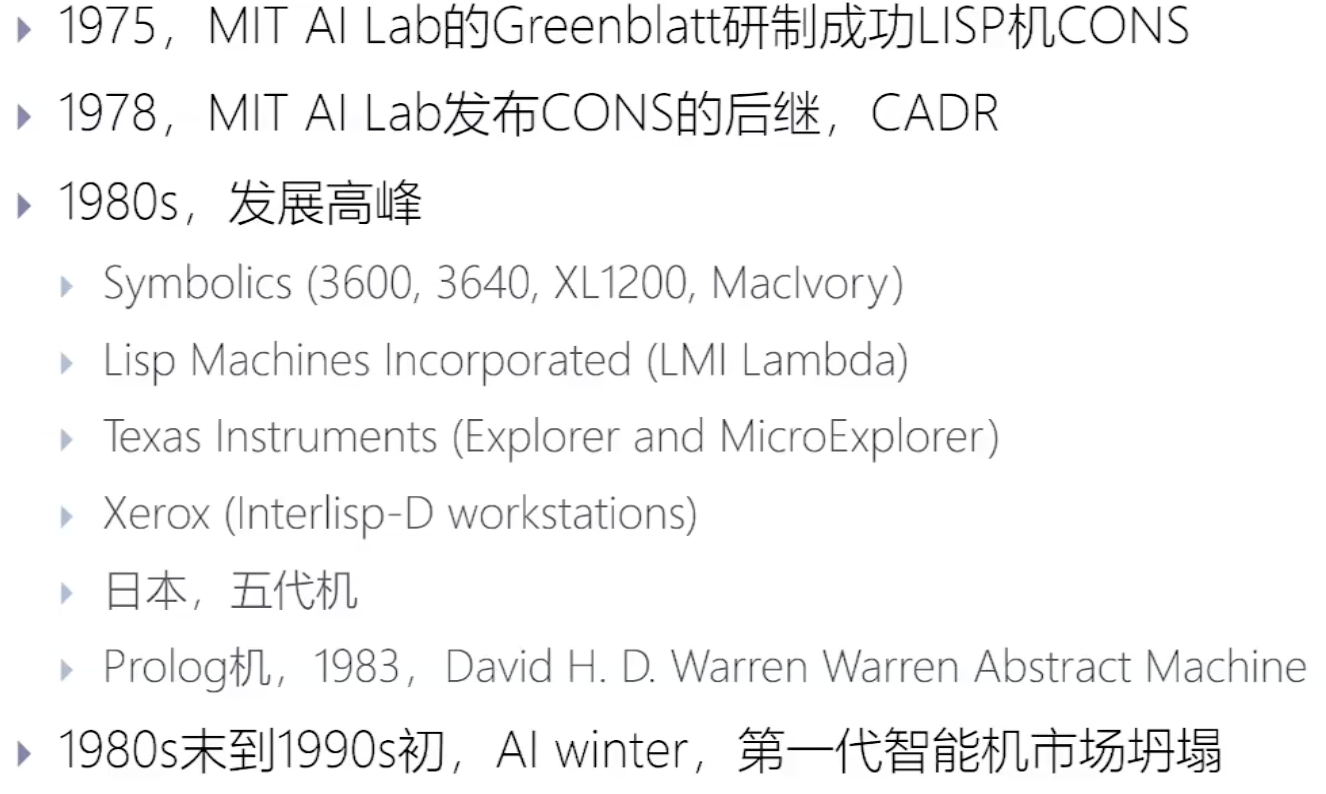 1975，MIT AI Lab的Greenblatt研制成功LISP机CONS
1978，MIT AI Lab发布CONS的后继，CADR
1980s，发展高峰
Symbolics (3600, 3640, XL1200, MacIvory)
Lisp Machines Incorporated (LMI Lambda)
Texas Instruments (Explorer and MicroExplorer)
Xerox (Interlisp-D workstations)
日本，五代机
Prolog机，1983，David H. D. Warren Warren Abstract Machine
1980s末到1990s初，AI winter，第一代智能机市场坍塌